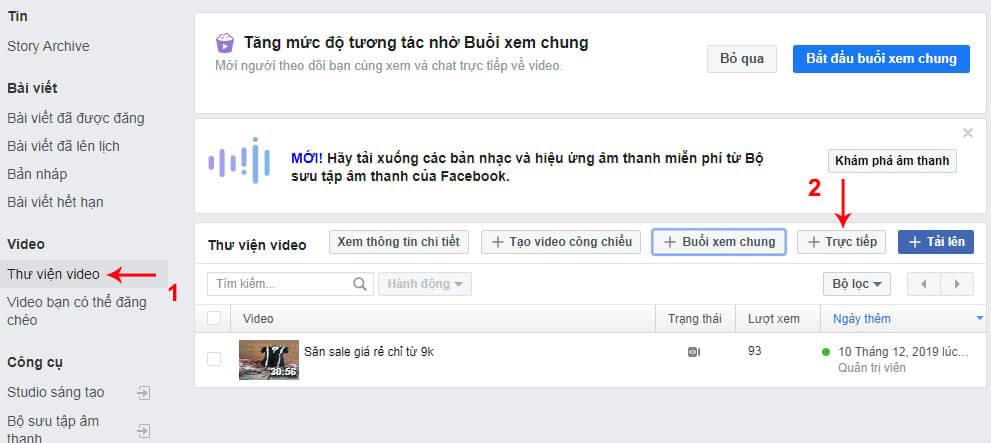 Tin
Story Archive
Bài viết
Bài viết đã được đăng
Bài viết đã lên lịch
Bản nháp
Bài viết hết hạn
Video
Thư viện video
1
Video bạn có thể đăng
chéo
Công cụ
Studio sáng tạo
Bộ sưu tập âm
thanh
Tăng mức độ tương tác nhờ Buổi xem chung
Mời người theo dõi bạn cùng xem và chat trực tiếp về video.
Bỏ qua
Bắt đầu buổi xem chung
MỚI! Hãy tải xuống các bản nhạc và hiệu ứng âm thanh miễn phí từ Bộ
sưu tập âm thanh của Facebook.
Khám phá âm thanh
2
Thư viện video
Xem thông tin chi tiết
+ Tạo video công chiếu
+ Buổi xem chung
+ Trực tiếp
+ Tải lên
Tìm kiếm...
Hành động
Bộ lọc
Video
Trạng thái
Lượt xem
Ngày thêm
30:56
Săn sale giá rẻ chỉ từ 9k
93
10 Tháng 12, 2019 lúc...
Quản trị viên